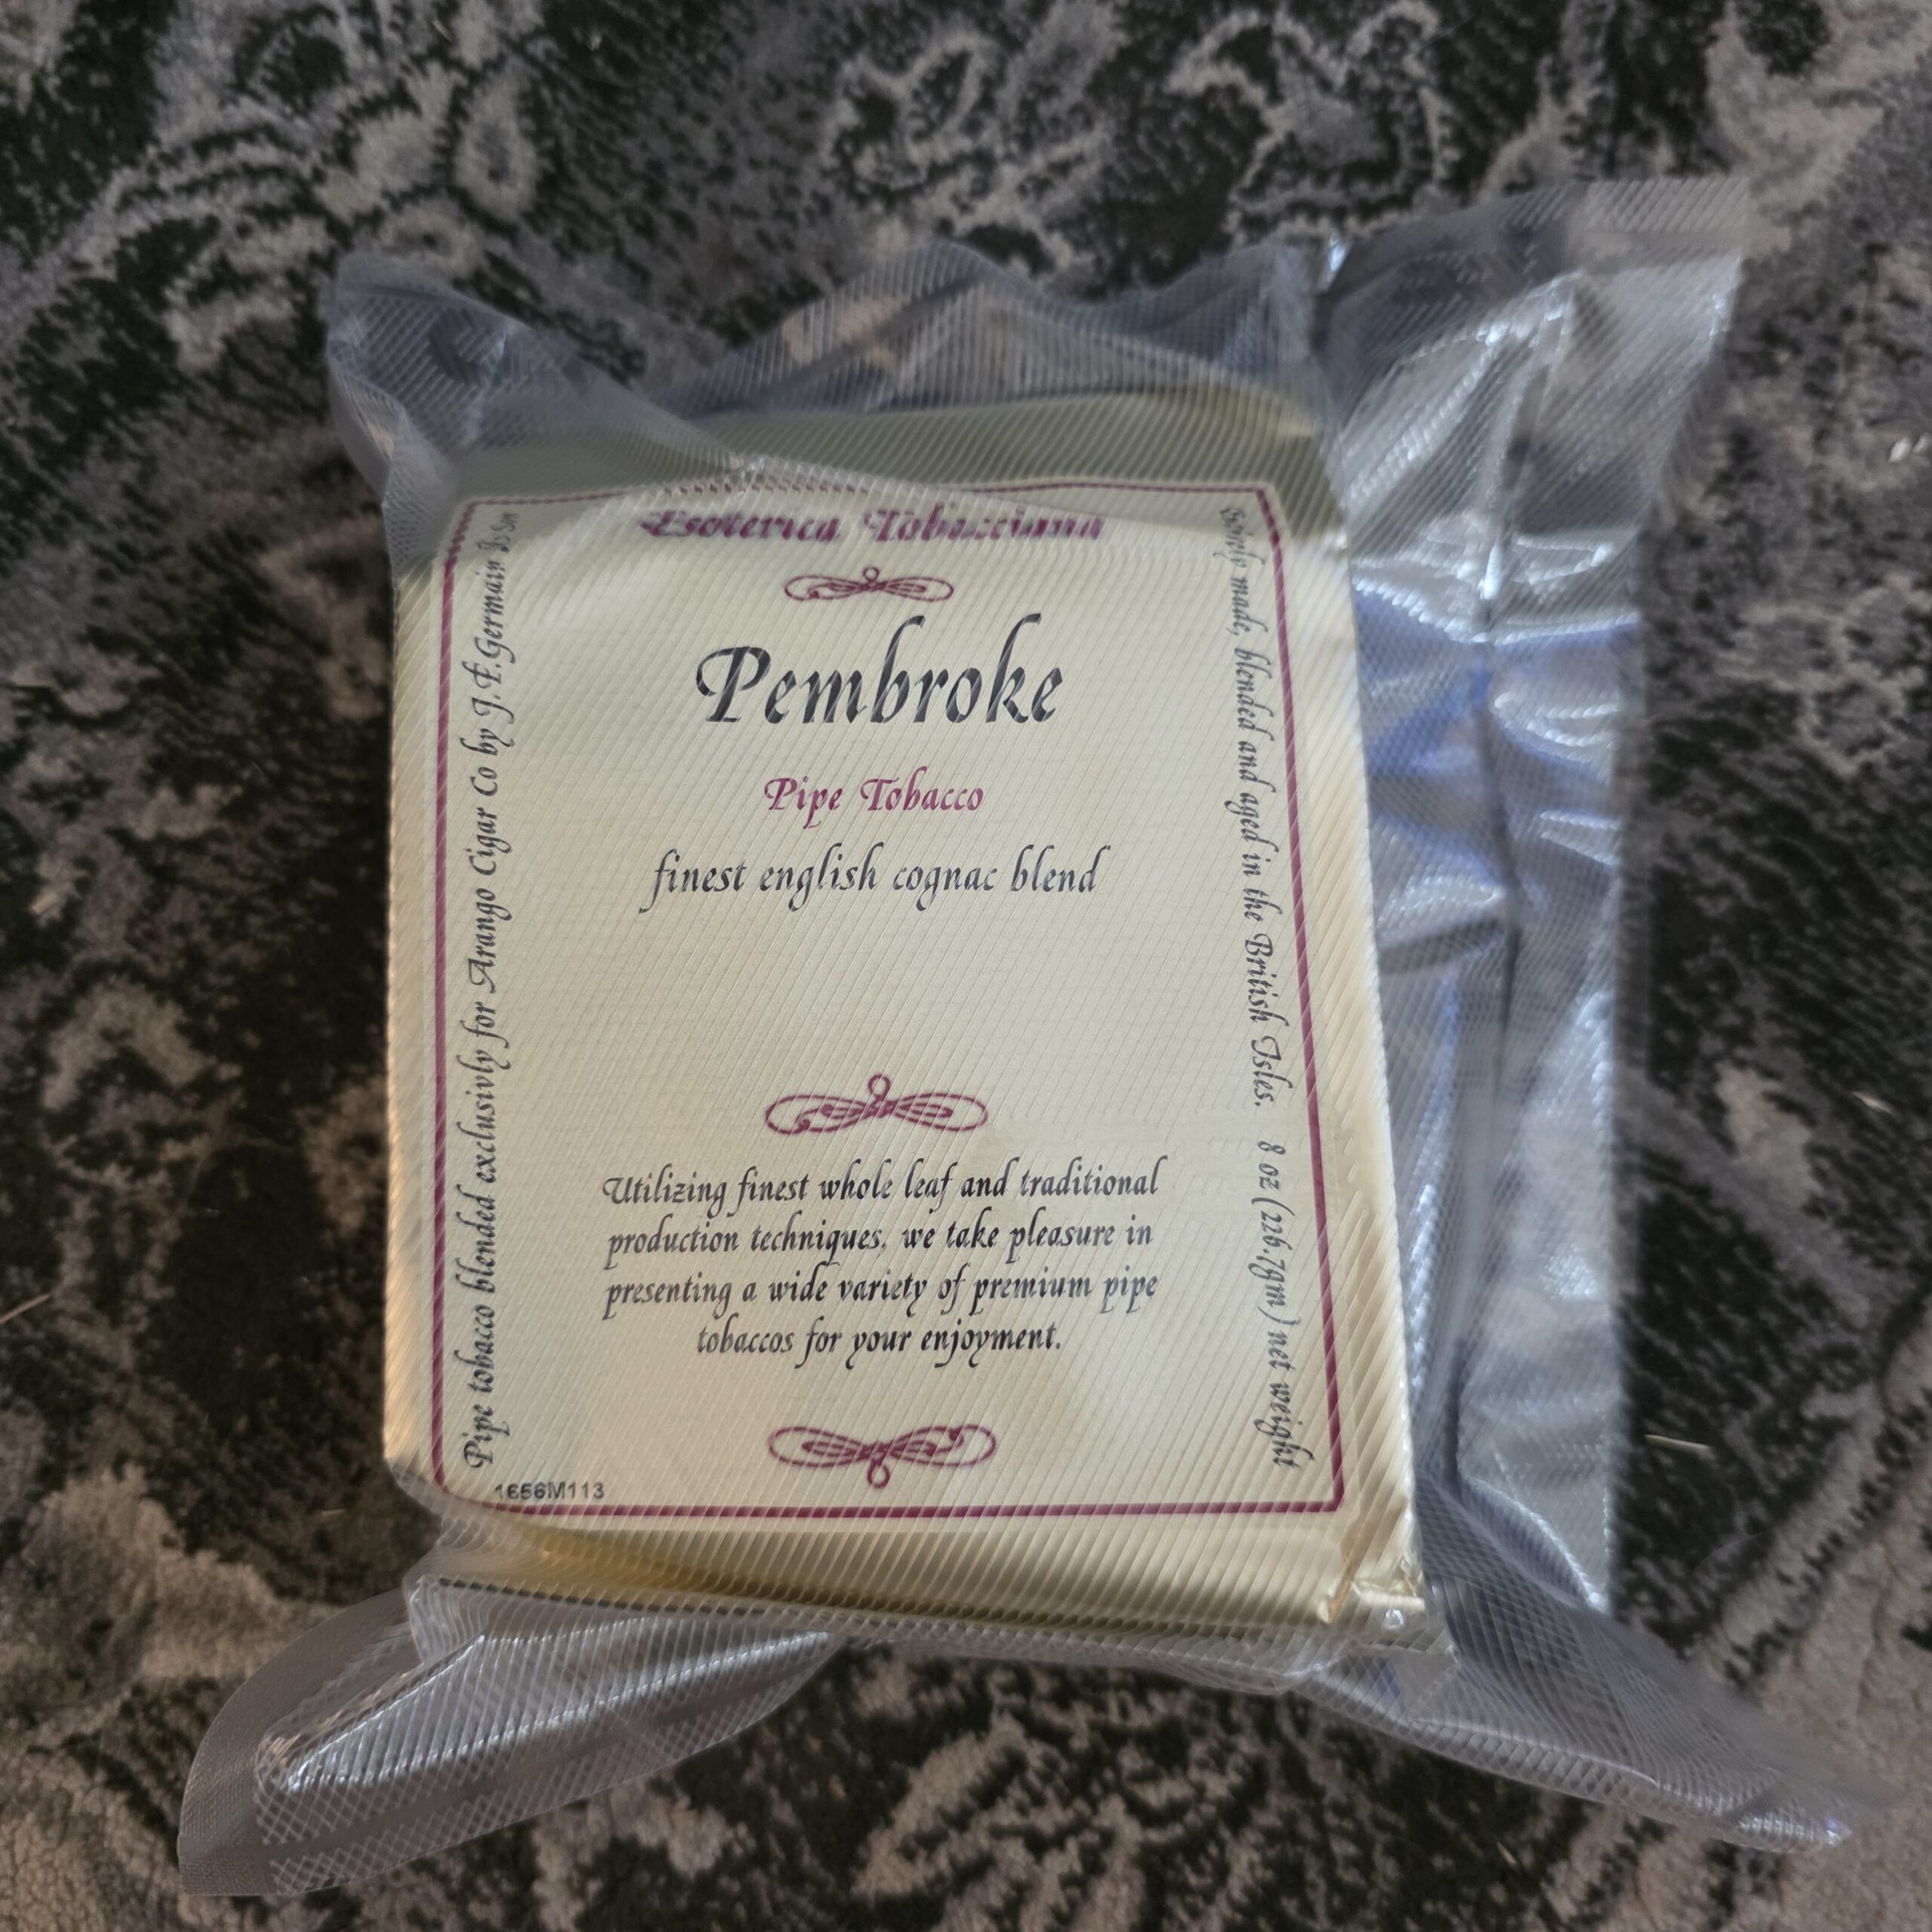 Esoterica Tobacciana
Pembroke
Pipe Tobacco
finest english cognac blend
Utilizing finest whole leaf and traditional
production techniques, we take pleasure in
presenting a wide variety of premium pipe
tobaccos for your enjoyment.
Pipe tobacco blended exclusivly for Arango Cigar Co by J.F.Germain & Son
Entirely made, blended and aged in the British Isles. 8 oz (226.79gm) net weight
1656M113